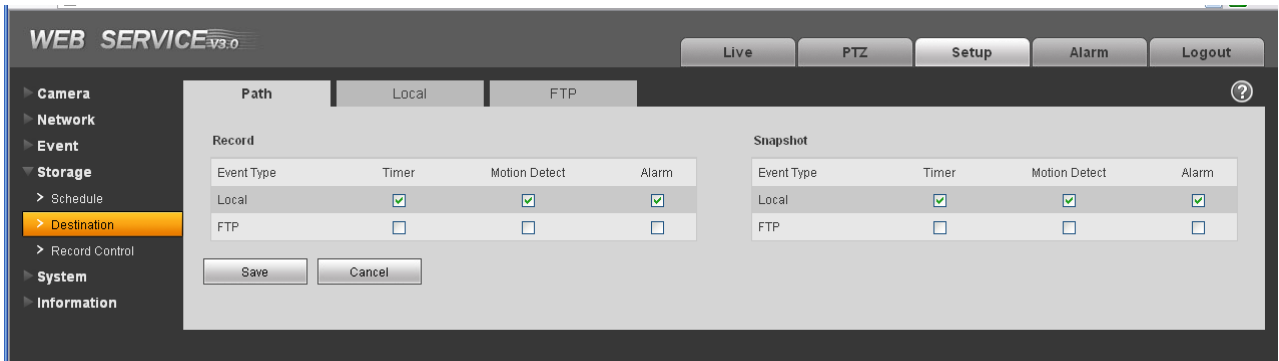 WEB SERVICE V3.0
Live PTZ Setup Alarm Logout
Camera
Network
Event
Storage
> Schedule
> Destination
> Record Control
System
Information
Path Local FTP ?
Record
Event Type Timer Motion Detect Alarm
Local
FTP
Snapshot
Event Type Timer Motion Detect Alarm
Local
FTP
Save Cancel